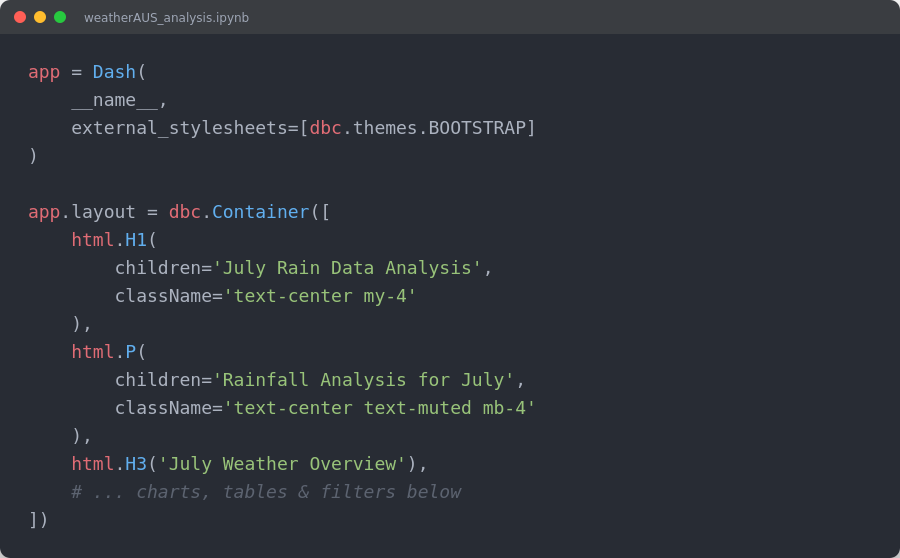 weatherAUS_analysis.ipynb
app = Dash(
    __name__,
    external_stylesheets=[dbc.themes.BOOTSTRAP]
)

app.layout = dbc.Container([
    html.H1(
        children='July Rain Data Analysis',
        className='text-center my-4'
    ),
    html.P(
        children='Rainfall Analysis for July',
        className='text-center text-muted mb-4'
    ),
    html.H3('July Weather Overview'),
    # ... charts, tables & filters below
])